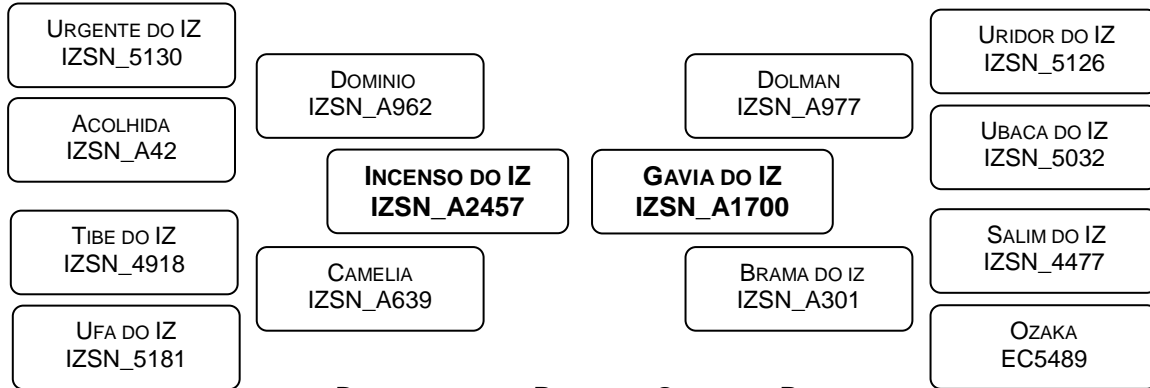 URGENTE DO IZ
IZSN_5130
ACOLHIDA
IZSN_A42
DOMINIO
IZSN_A962
TIBE DO IZ
IZSN_4918
UFA DO IZ
IZSN_5181
CAMELIA
IZSN_A639
INCENSO DO IZ
IZSN_A2457
GAVIA DO IZ
IZSN_A1700
DOLMAN
IZSN_A977
BRAMA DO IZ
IZSN_A301
URIDOR DO IZ
IZSN_5126
UBACA DO IZ
IZSN_5032
SALIM DO IZ
IZSN_4477
OZAKA
EC5489